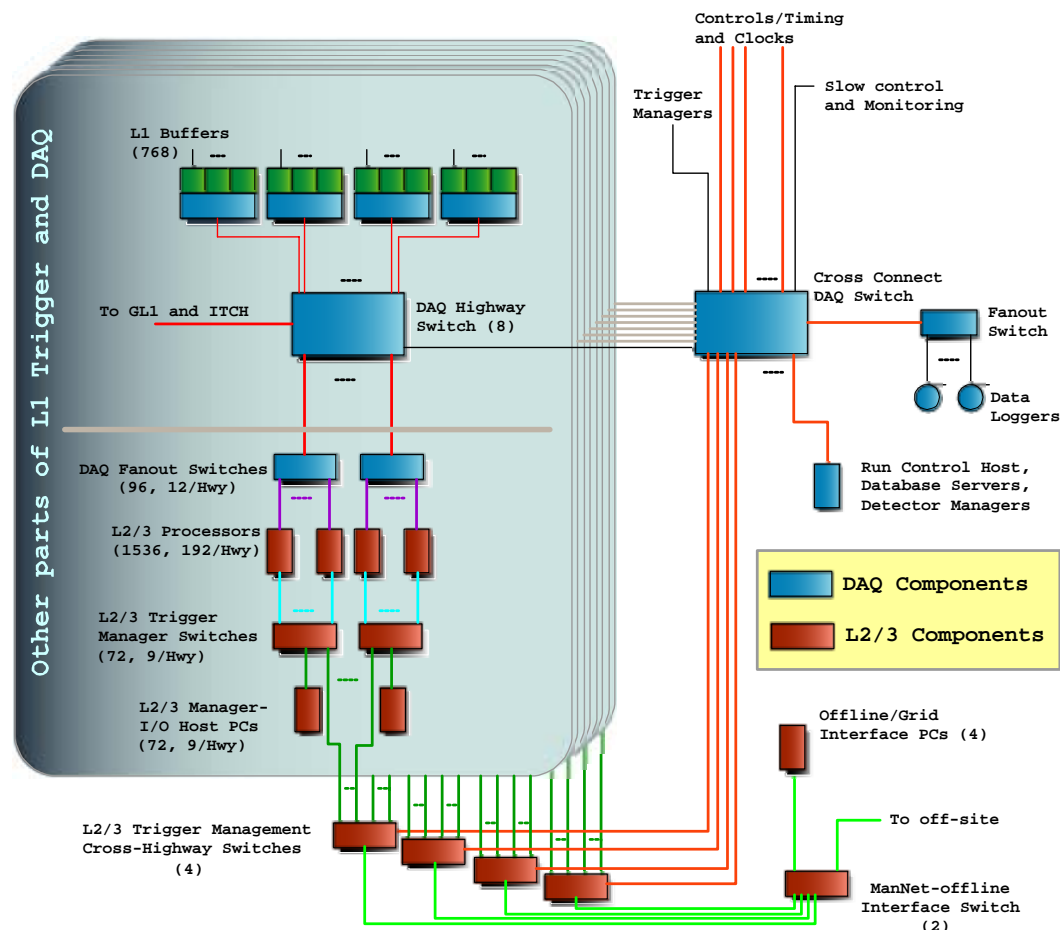 Controls/Timing
and Clocks
Trigger
Managers
Slow control
and Monitoring
Other parts of L1 Trigger and DAQ
L1 Buffers
(768)
To GL1 and ITCH
DAQ Highway
Switch (8)
Cross Connect
DAQ Switch
Fanout
Switch
Data
Loggers
DAQ Fanout Switches
(96, 12/Hwy)
Run Control Host,
Database Servers,
Detector Managers
L2/3 Processors
(1536, 192/Hwy)
DAQ Components
L2/3 Components
L2/3 Trigger
Manager Switches
(72, 9/Hwy)
L2/3 Manager-
I/O Host PCs
(72, 9/Hwy)
Offline/Grid
Interface PCs (4)
To off-site
L2/3 Trigger Management
Cross-Highway Switches
(4)
ManNet-offline
Interface Switch
(2)